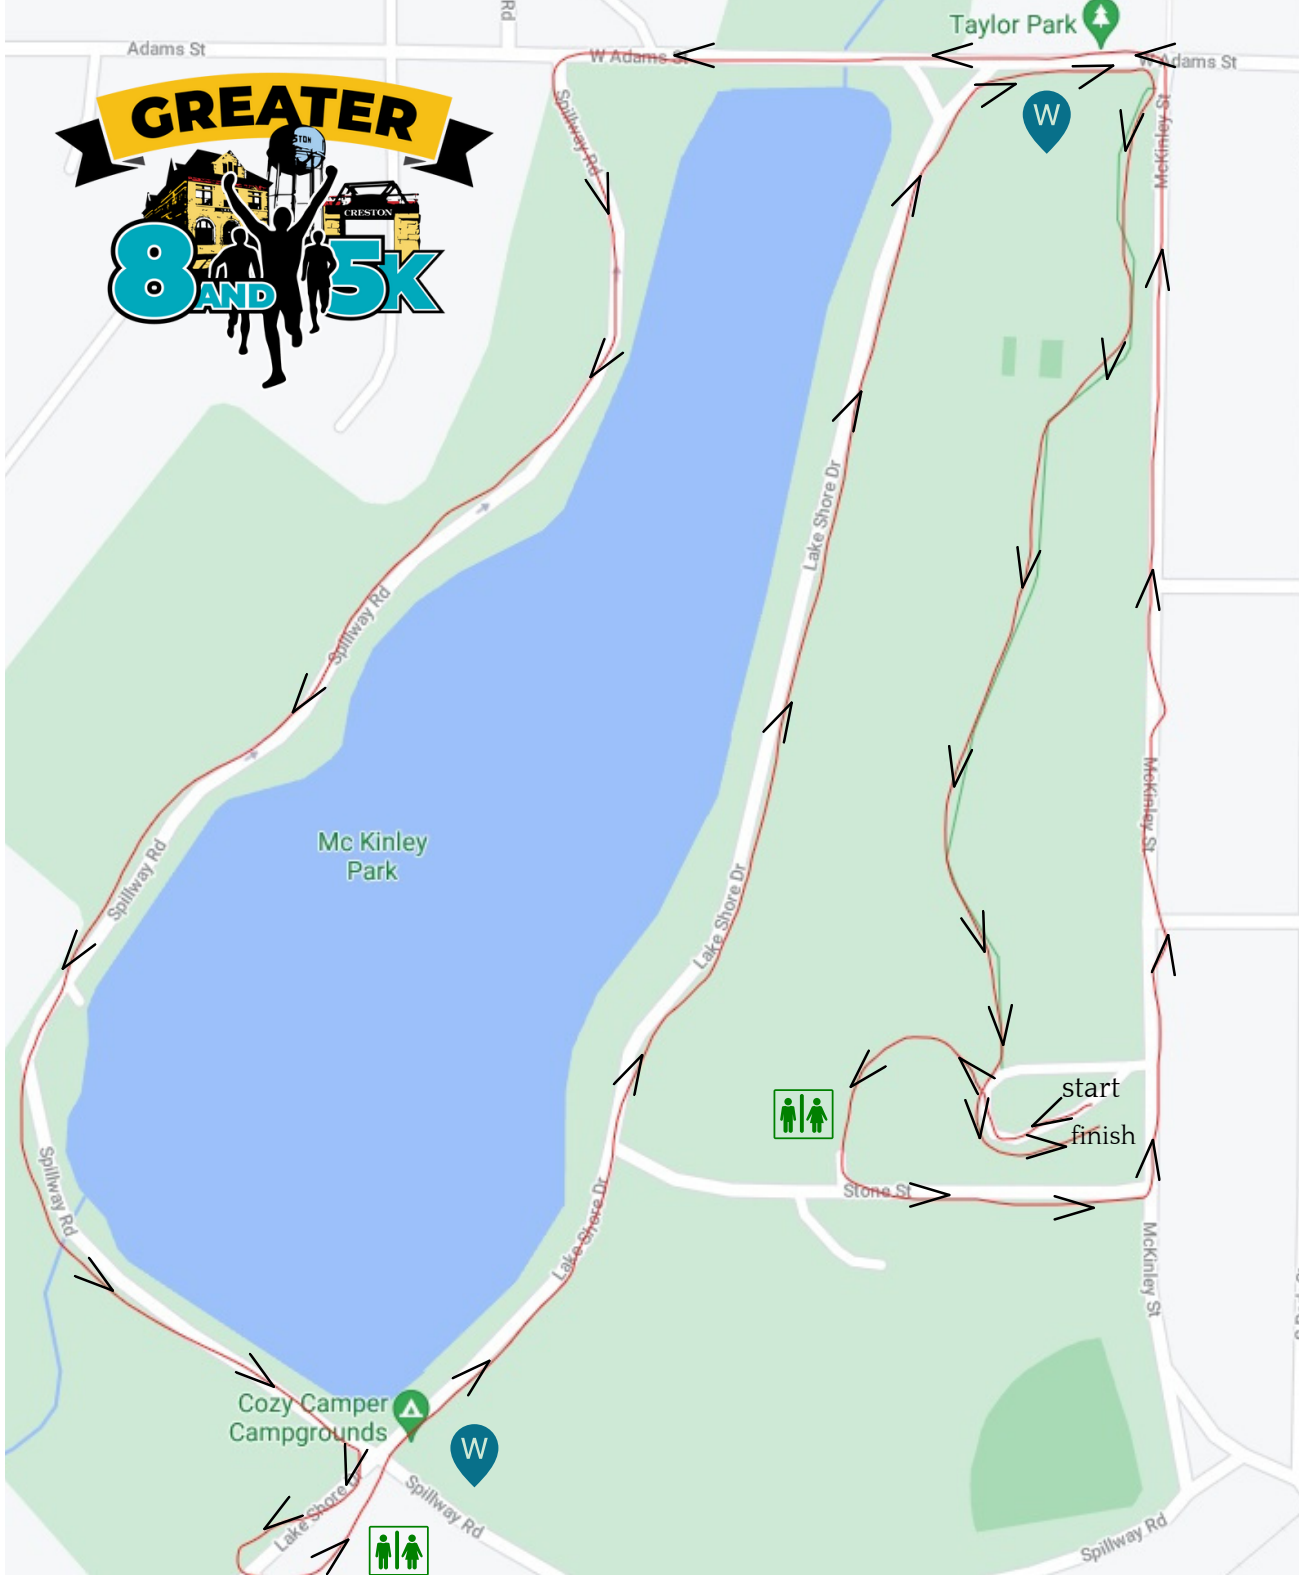 Rd
Taylor Park
Adams St
W Adams St
W Adams St
GREATER
STON
CRESTON
8 AND 5K
Spillway Rd
W
McKinley St
Lake Shore Dr
Spillway Rd
McKinley St
Mc Kinley
Park
Spillway Rd
Lake Shore Dr
start
finish
Stone St
Spillway Rd
Lake Shore Dr
McKinley St
Cozy Camper
Campgrounds
W
Lake Shore D
Spillway Rd
Spillway Rd